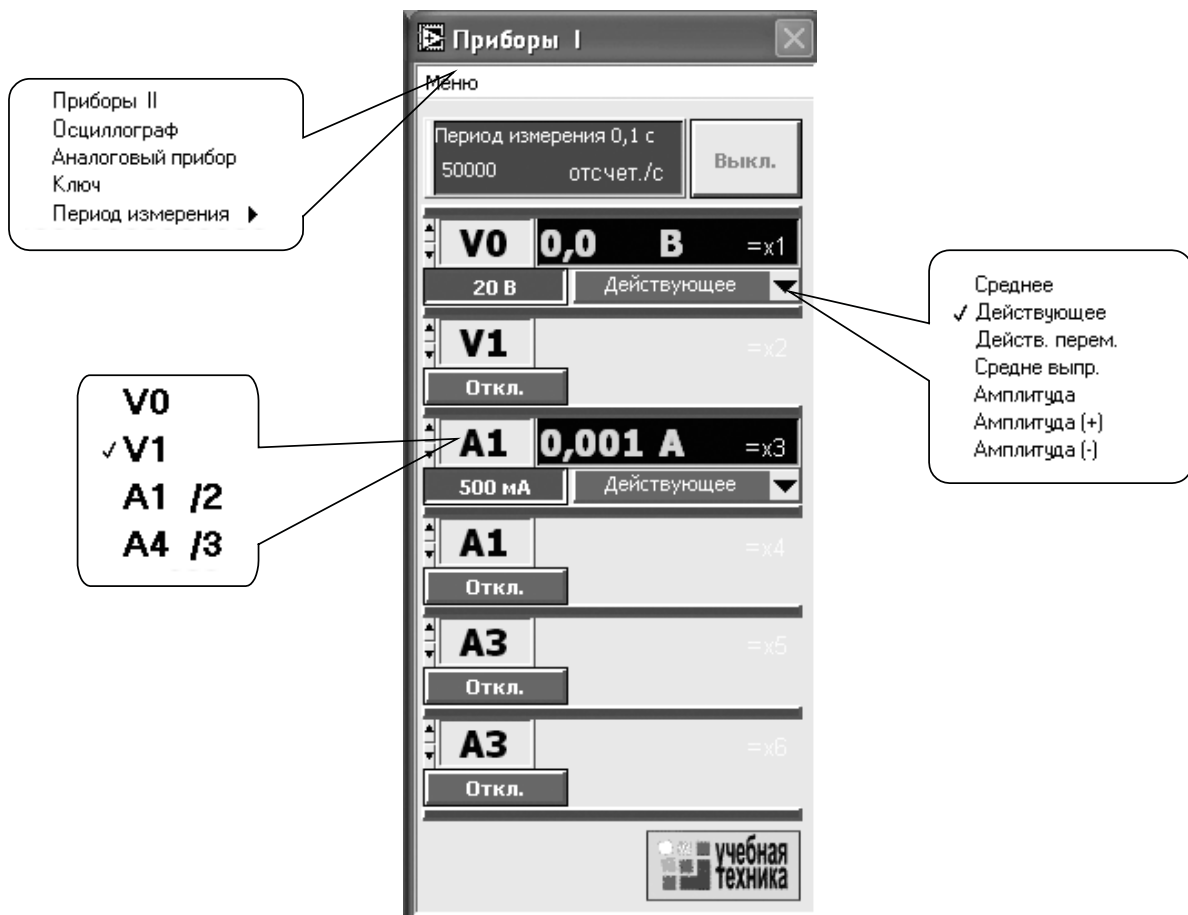 Приборы I
Меню
Приборы II
Осциллограф
Аналоговый прибор
Ключ
Период измерения
Период измерения 0,1 с
50000 отсчет./с
Выкл.
V0 0,0 В =x1
20 В Действующее
V1 =x2
Откл.
A1 0,001 А =x3
500 мА Действующее
A1 =x4
Откл.
A3 =x5
Откл.
A3 =x6
Откл.
учебная
техника
V0
✓ V1
A1 /2
A4 /3
Среднее
✓ Действующее
Действ. перем.
Средне выпр.
Амплитуда
Амплитуда (+)
Амплитуда (-)